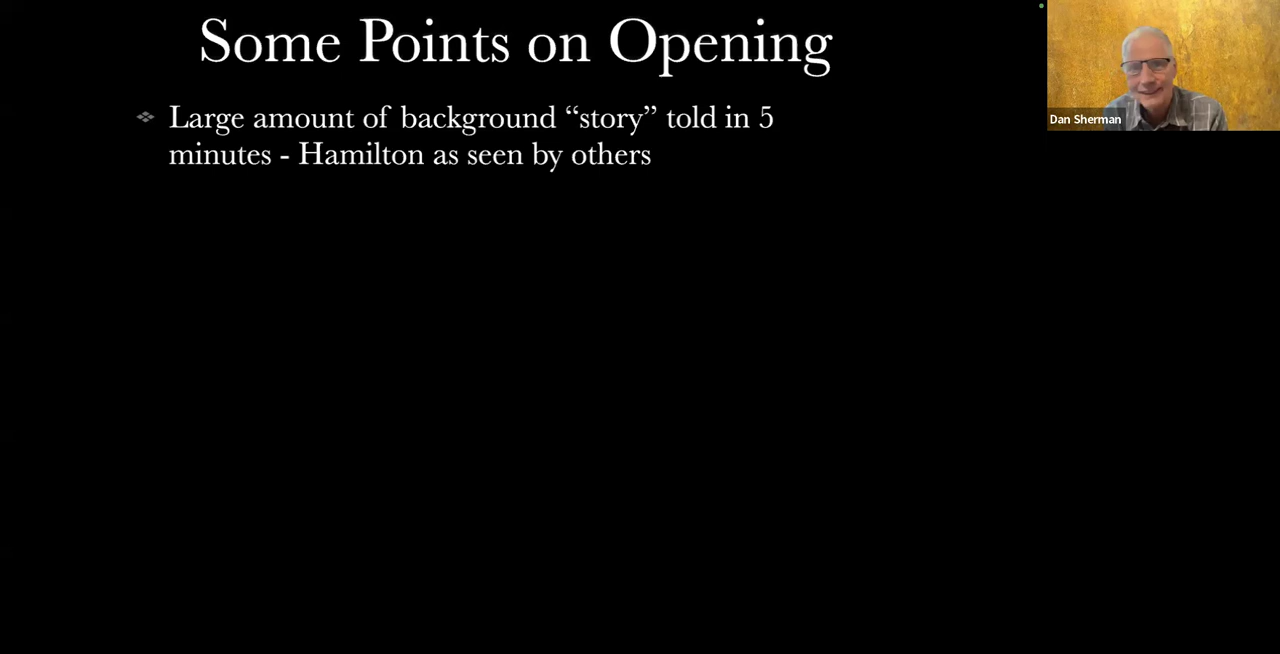 Some Points on Opening
Large amount of background “story” told in 5
minutes - Hamilton as seen by others
Dan Sherman